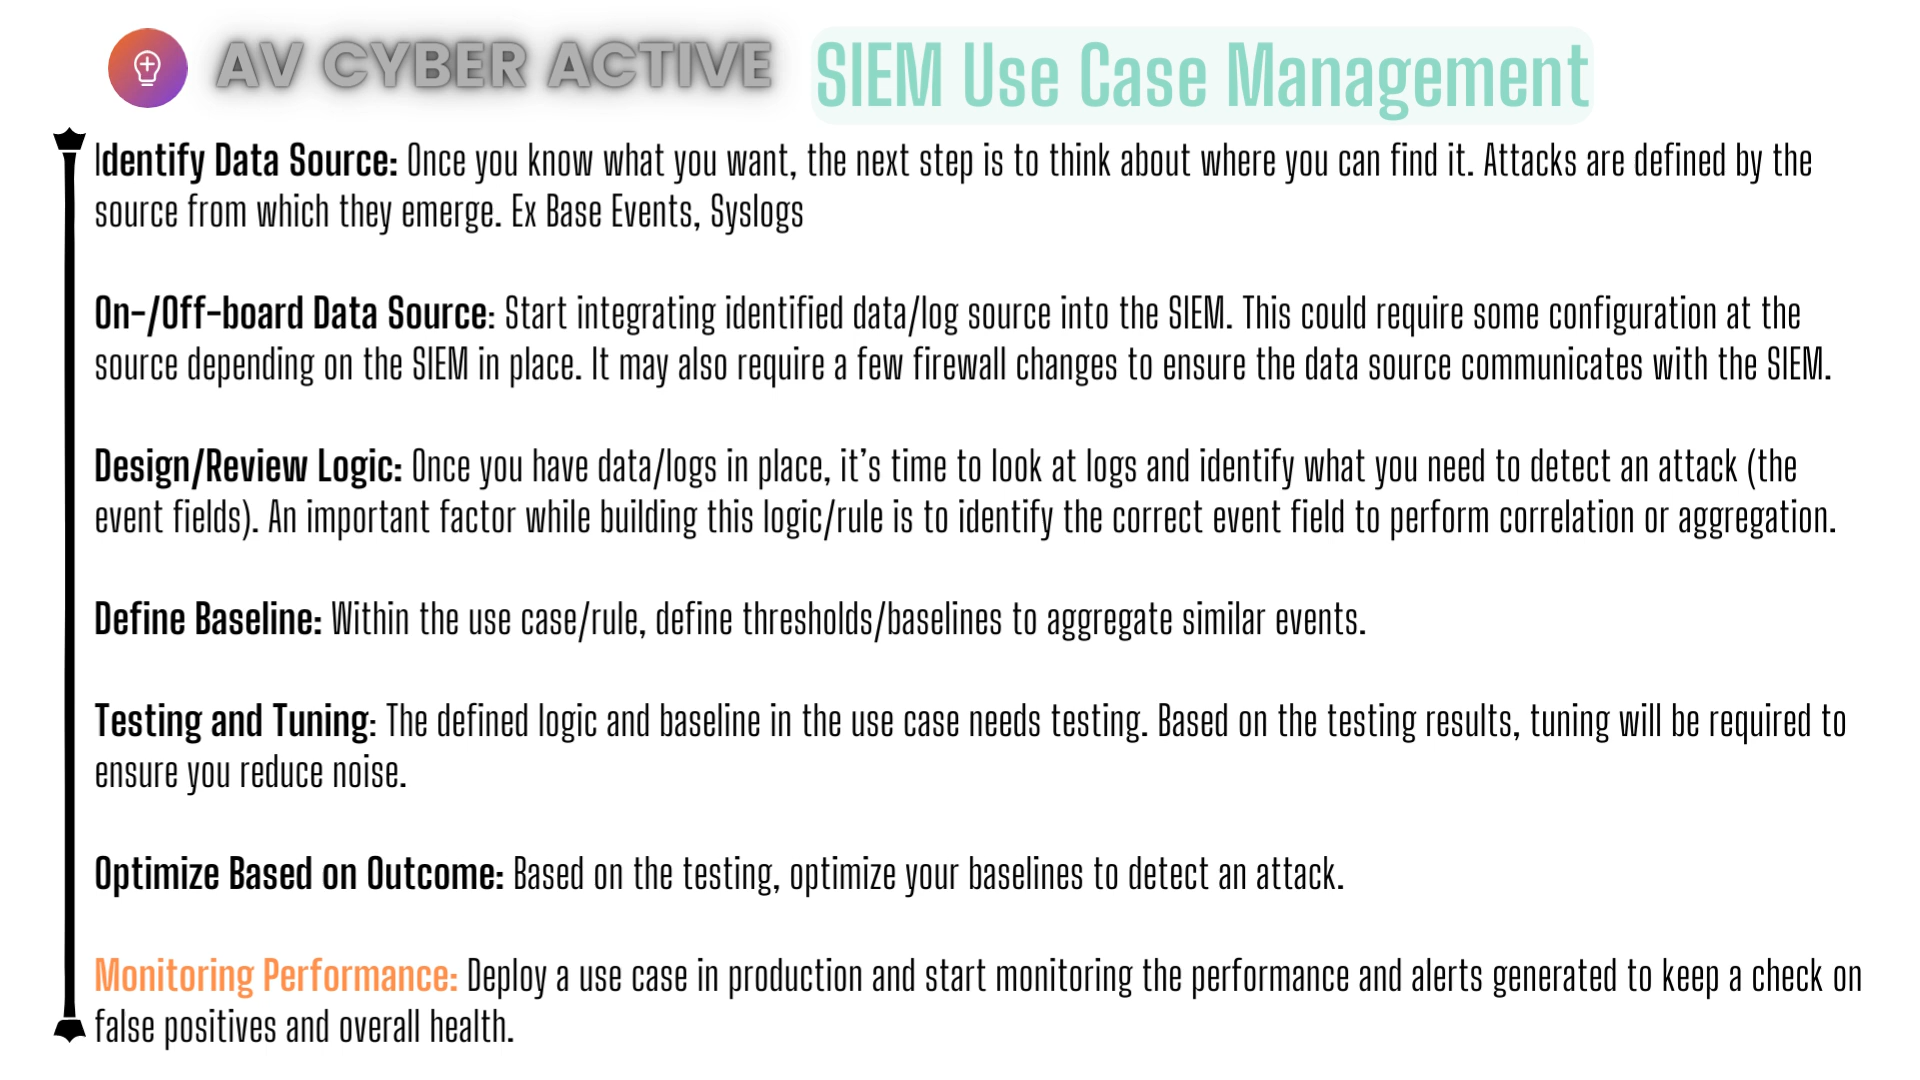 AV CYBER ACTIVE
SIEM Use Case Management
Identify Data Source: Once you know what you want, the next step is to think about where you can find it. Attacks are defined by the
source from which they emerge. Ex Base Events, Syslogs
On-/Off-board Data Source: Start integrating identified data/log source into the SIEM. This could require some configuration at the
source depending on the SIEM in place. It may also require a few firewall changes to ensure the data source communicates with the SIEM.
Design/Review Logic: Once you have data/logs in place, it’s time to look at logs and identify what you need to detect an attack (the
event fields). An important factor while building this logic/rule is to identify the correct event field to perform correlation or aggregation.
Define Baseline: Within the use case/rule, define thresholds/baselines to aggregate similar events.
Testing and Tuning: The defined logic and baseline in the use case needs testing. Based on the testing results, tuning will be required to
ensure you reduce noise.
Optimize Based on Outcome: Based on the testing, optimize your baselines to detect an attack.
Monitoring Performance: Deploy a use case in production and start monitoring the performance and alerts generated to keep a check on
false positives and overall health.